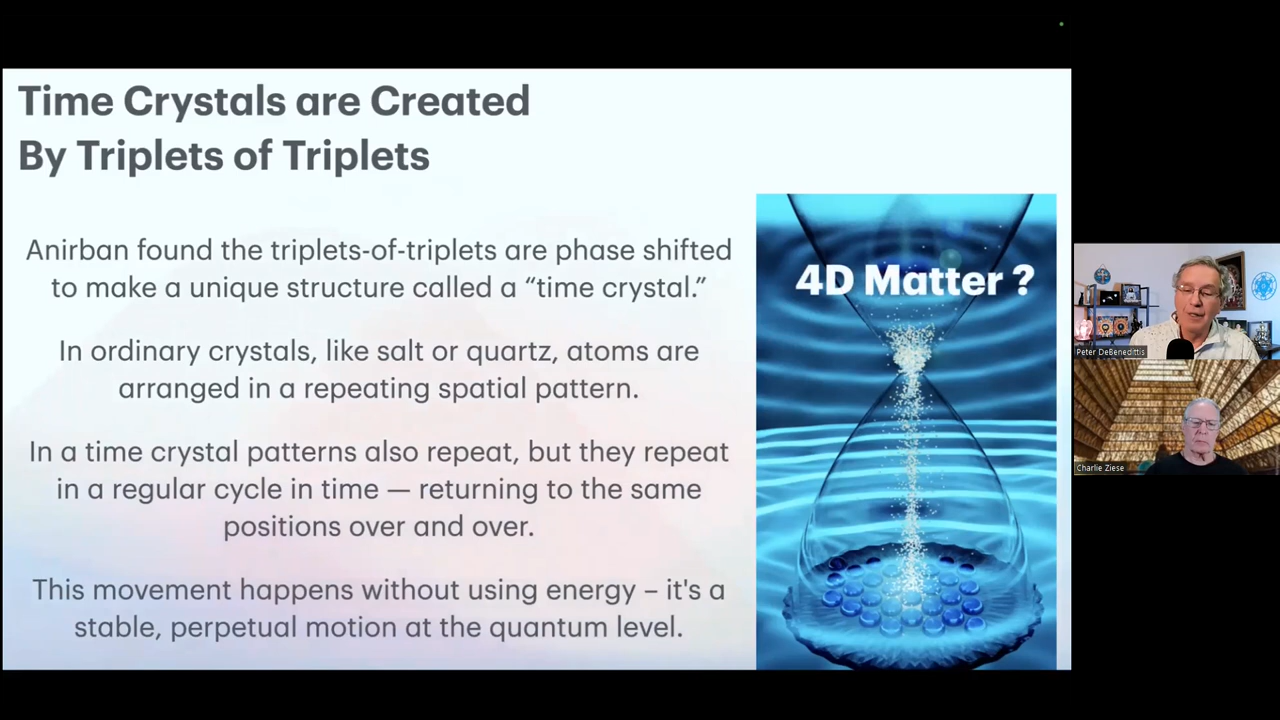 Time Crystals are Created
By Triplets of Triplets
Anirban found the triplets-of-triplets are phase shifted
to make a unique structure called a “time crystal.”
In ordinary crystals, like salt or quartz, atoms are
arranged in a repeating spatial pattern.
In a time crystal patterns also repeat, but they repeat
in a regular cycle in time — returning to the same
positions over and over.
This movement happens without using energy – it's a
stable, perpetual motion at the quantum level.
4D Matter ?
Peter DeBenedittis
Charlie Ziese